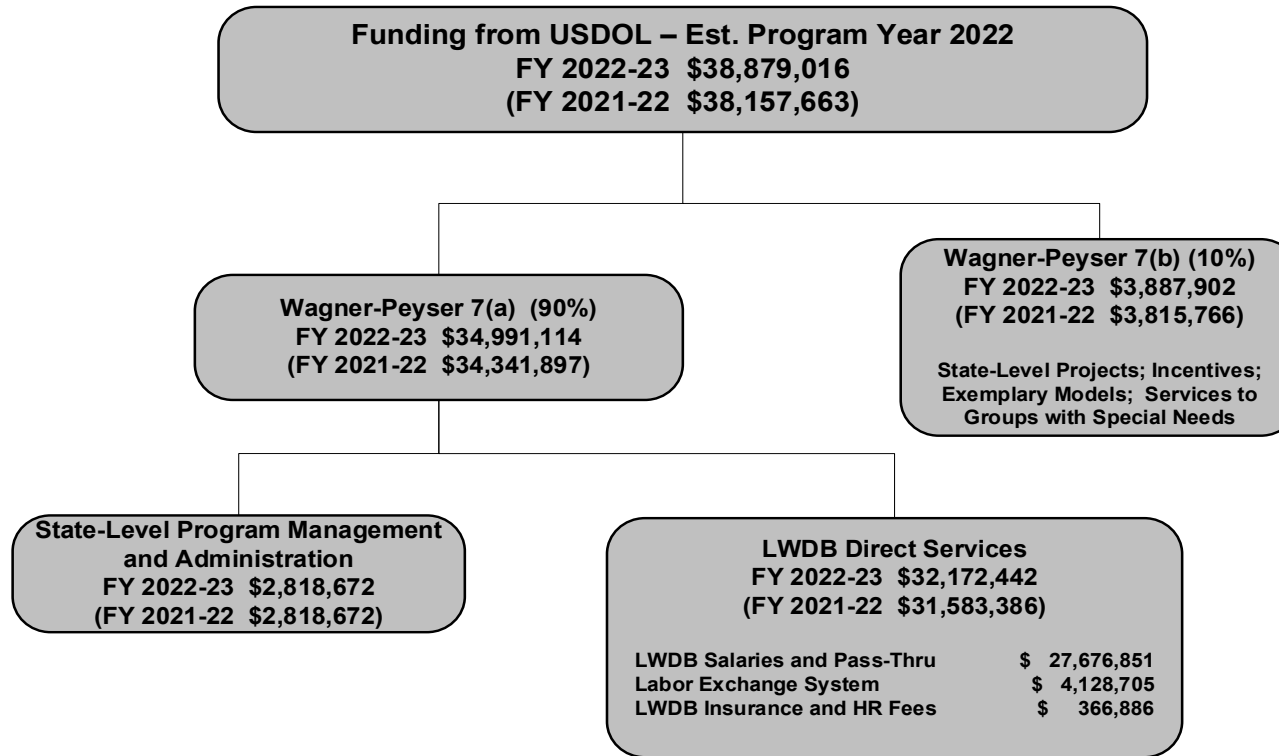 Funding from USDOL – Est. Program Year 2022
FY 2022-23  $38,879,016
(FY 2021-22  $38,157,663)
Wagner-Peyser 7(a)  (90%)
FY 2022-23  $34,991,114
(FY 2021-22  $34,341,897)
Wagner-Peyser 7(b) (10%)
FY 2022-23  $3,887,902
(FY 2021-22  $3,815,766)
State-Level Projects; Incentives;
Exemplary Models;  Services to
Groups with Special Needs
State-Level Program Management
and Administration
FY 2022-23  $2,818,672
(FY 2021-22  $2,818,672)
LWDB Direct Services
FY 2022-23  $32,172,442
(FY 2021-22  $31,583,386)
LWDB Salaries and Pass-Thru $ 27,676,851
Labor Exchange System $ 4,128,705
LWDB Insurance and HR Fees $ 366,886